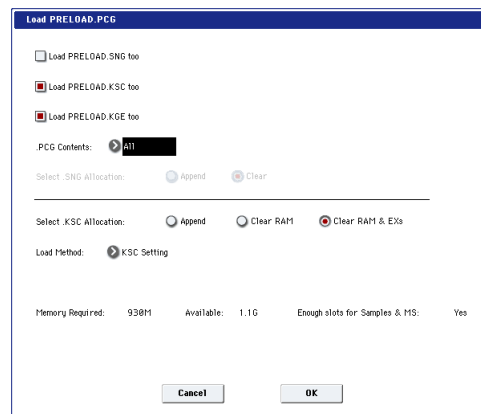 Load PRELOAD.PCG
Load PRELOAD.SNG too
Load PRELOAD.KSC too
Load PRELOAD.KGE too
.PCG Contents: All
Select .SNG Allocation: Append Clear
Select .KSC Allocation: Append Clear RAM Clear RAM & EXs
Load Method: KSC Setting
Memory Required: 930M Available: 1.1G Enough slots for Samples & MS: Yes
Cancel OK